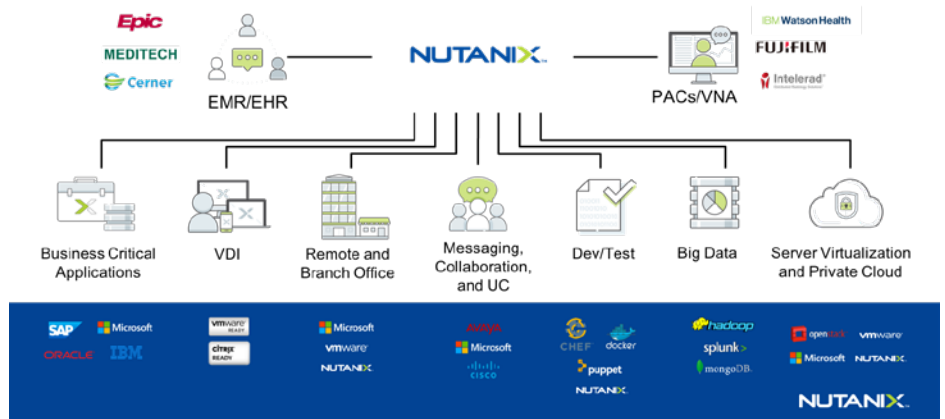 Epic
MEDITECH
Cerner
EMR/EHR
NUTANIX™
PACs/VNA
IBM Watson Health
FUJIFILM
Intelerad
Business Critical
Applications
VDI
Remote and
Branch Office
Messaging,
Collaboration,
and UC
Dev/Test
Big Data
Server Virtualization
and Private Cloud
SAP
Microsoft
ORACLE
IBM
vmware
READY
citrix
READY
Microsoft
vmware
NUTANIX
AVAYA
Microsoft
CISCO
CHEF
docker
puppet
NUTANIX
hadoop
splunk>
mongoDB
openstack
vmware
Microsoft
NUTANIX
NUTANIX™